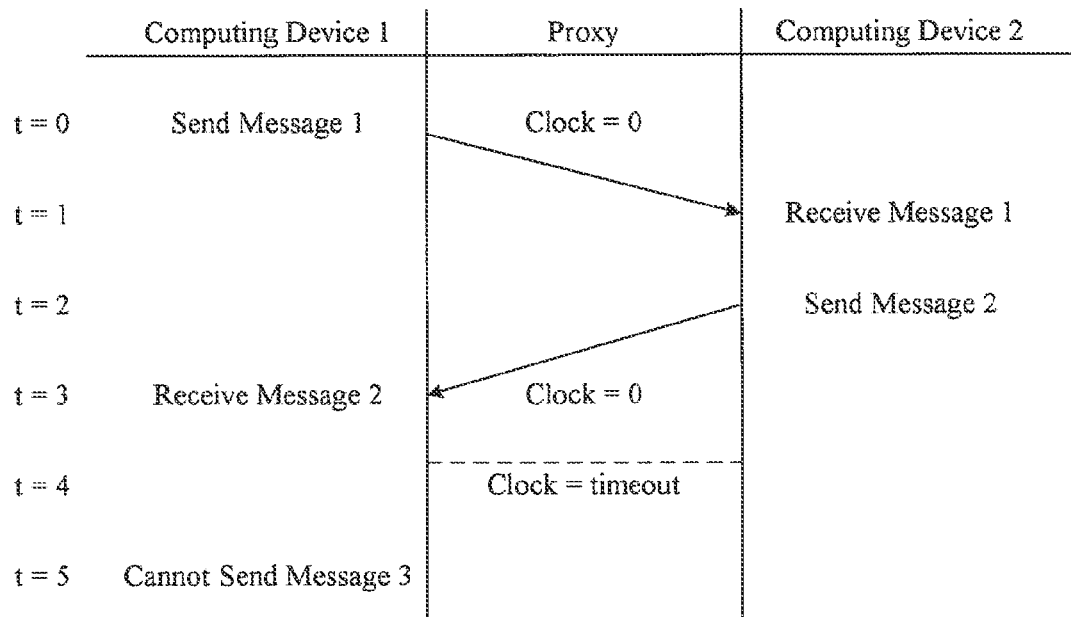 Computing Device 1 Proxy Computing Device 2
t = 0 Send Message 1 Clock = 0
t = 1 Receive Message 1
t = 2 Send Message 2
t = 3 Receive Message 2 Clock = 0
t = 4 Clock = timeout
t = 5 Cannot Send Message 3